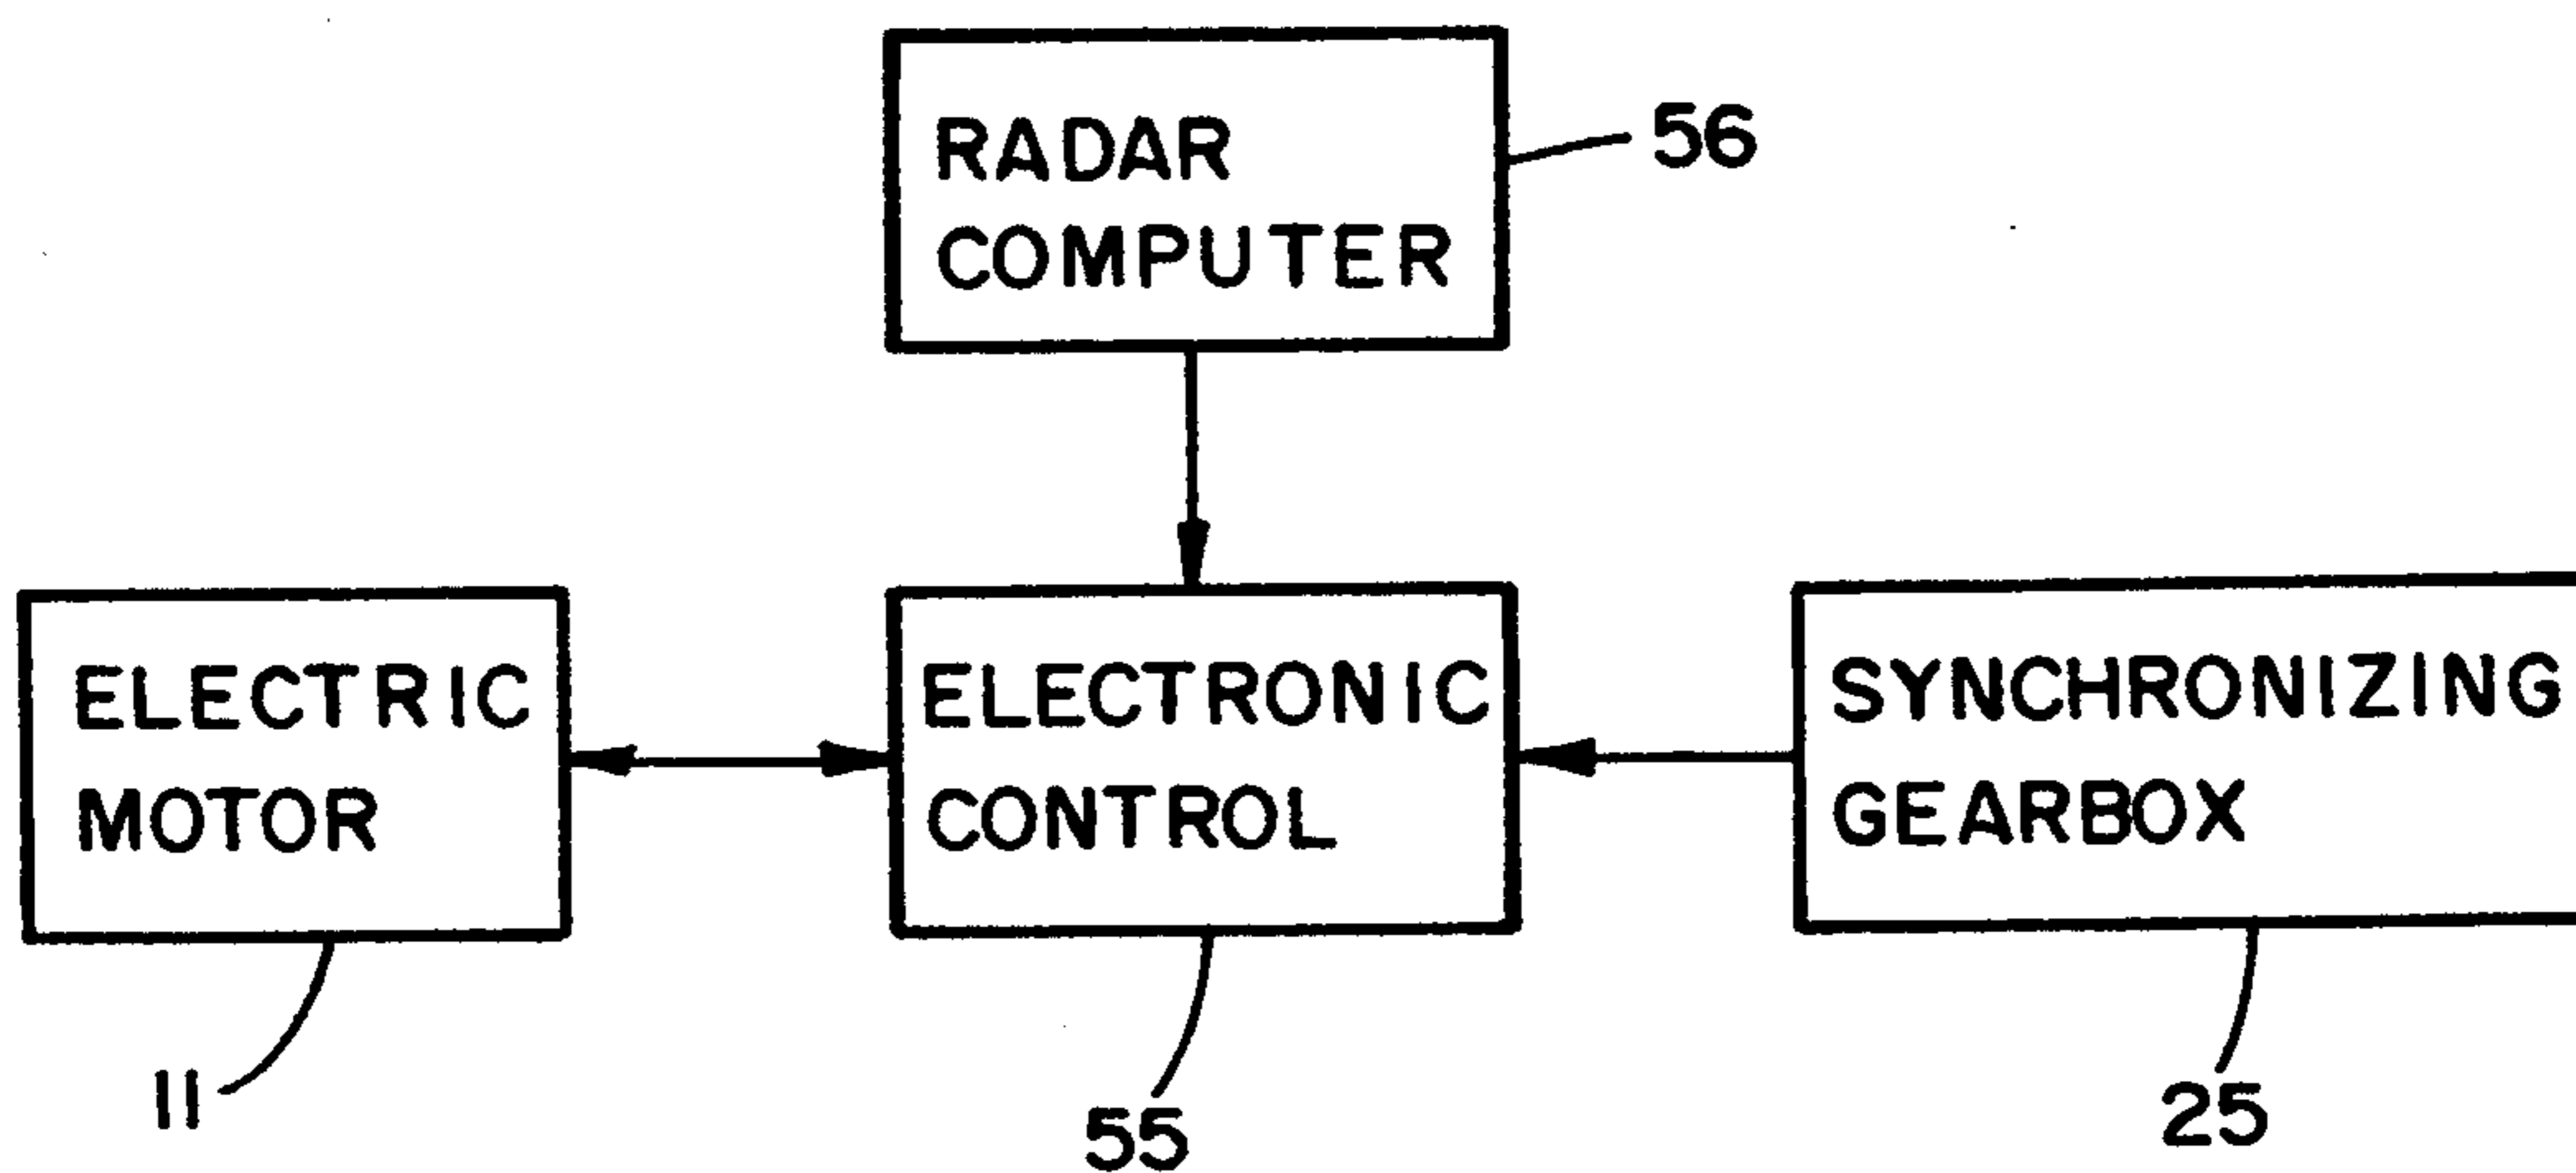 RADAR
COMPUTER
56
ELECTRIC
MOTOR
ELECTRONIC
CONTROL
SYNCHRONIZING
GEARBOX
11
55
25